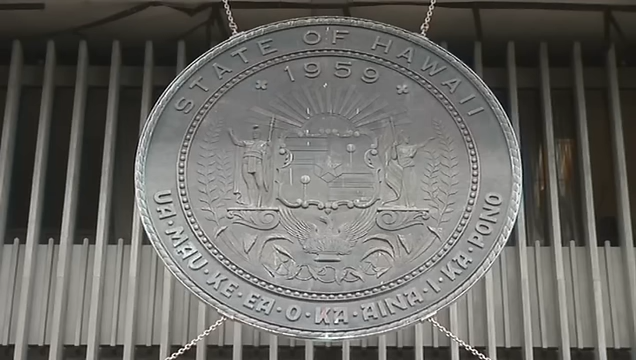 STATE OF HAWAII
1959
UA·MAU·KE·EA·O·KA·AINA·I·KA·PONO